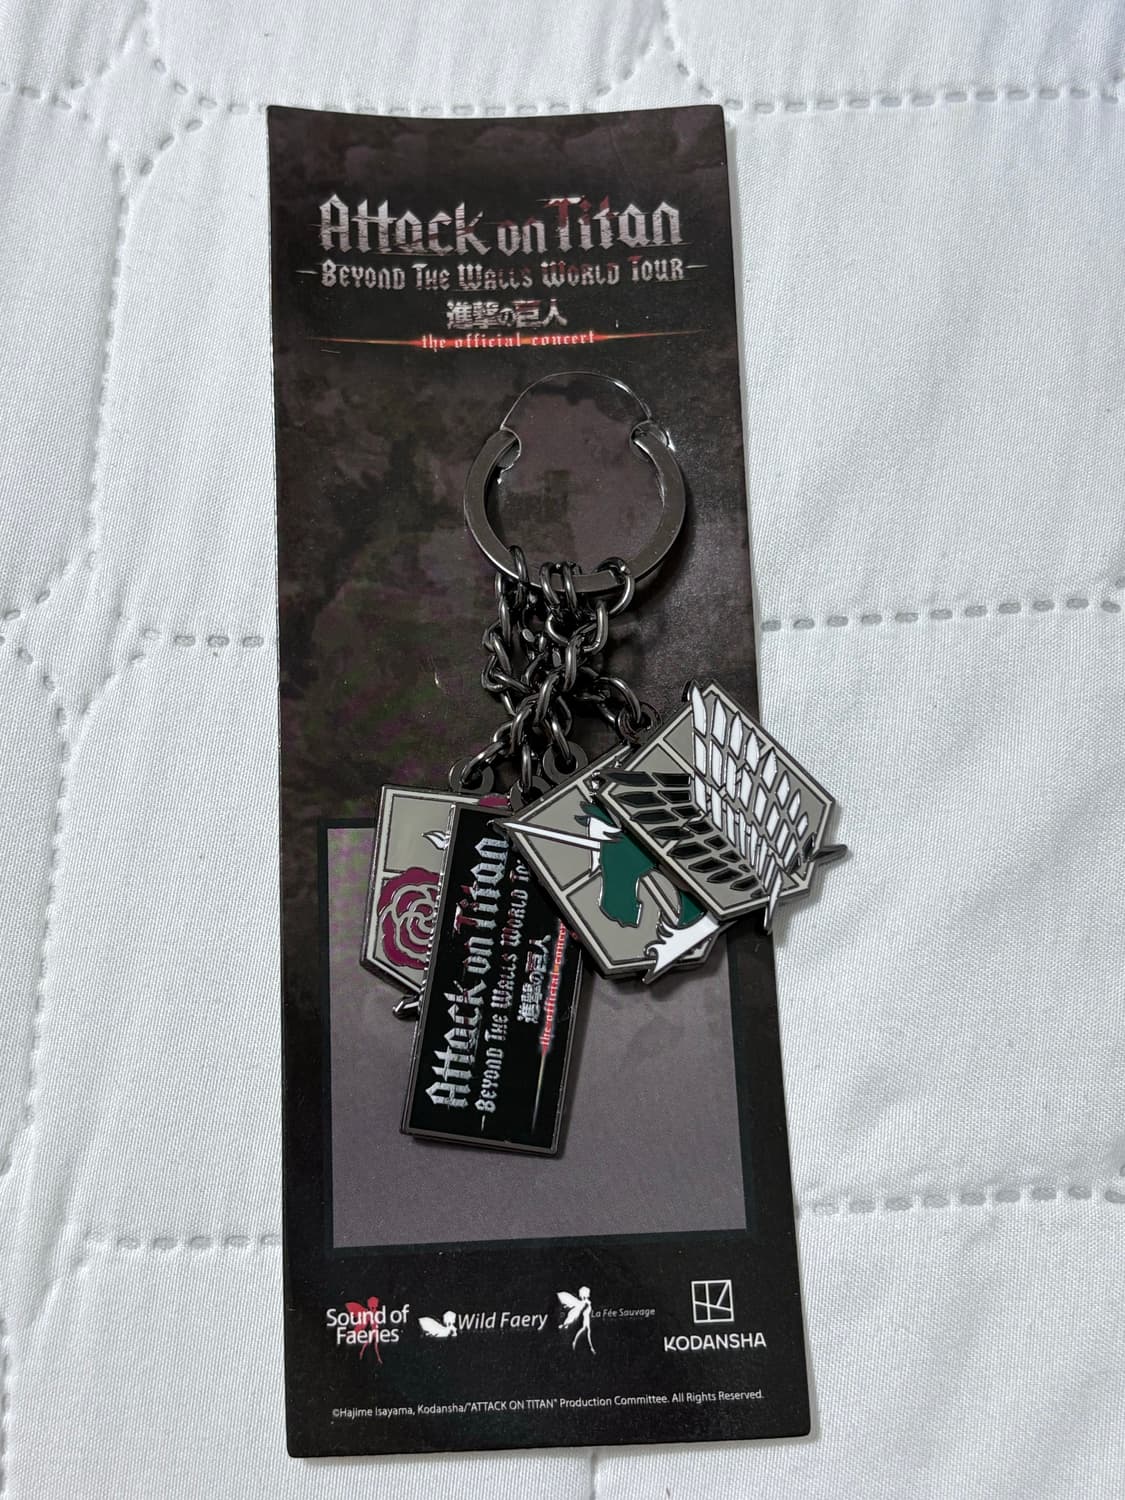 Attack on Titan
-BEYOND THE WALLS WORLD TOUR-
進撃の巨人
the official concert
Attack on Titan
-BEYOND THE WALLS WORLD TO
進撃の巨人
the official concer
Sound of
Faeries
Wild Faery
La Fée Sauvage
KODANSHA
©Hajime Isayama, Kodansha/"ATTACK ON TITAN" Production Committee. All Rights Reserved.